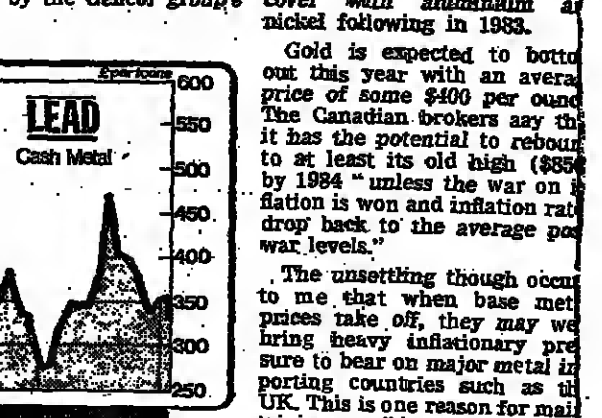 by the Gencor group's
£ per tonne
LEAD
Cash Metal
600
550
500
450
400
350
300
250
cover with aluminium
nickel following in 1983.
Gold is expected to botto
out this year with an avera
price of some $400 per ounc
The Canadian brokers say th
it has the potential to reboun
to at least its old high ($850
by 1984 "unless the war on i
flation is won and inflation rat
drop back to the average pos
war levels."
The unsettling though occur
to me that when base met
prices take off, they may we
bring heavy inflationary pre
sure to bear on major metal im
porting countries such as th
UK. This is one reason for mai